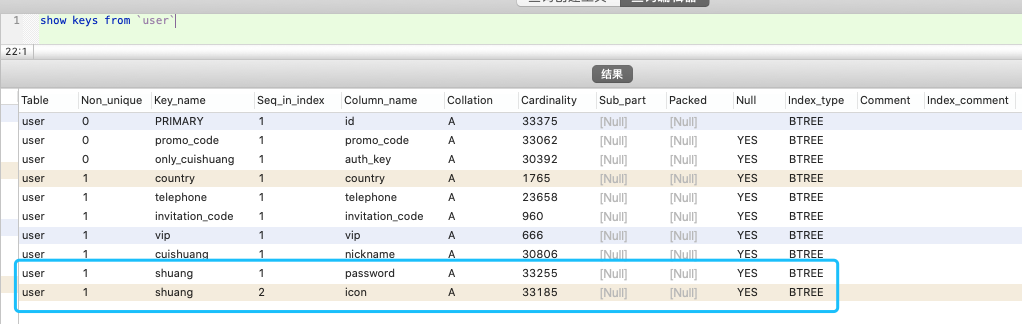 1 show keys from `user`
22:1
结果
Table Non_unique Key_name Seq_in_index Column_name Collation Cardinality Sub_part Packed Null Index_type Comment Index_comment
user 0 PRIMARY 1 id A 33375 [Null] [Null] BTREE
user 0 promo_code 1 promo_code A 33062 [Null] [Null] YES BTREE
user 0 only_cuishuang 1 auth_key A 30392 [Null] [Null] YES BTREE
user 1 country 1 country A 1765 [Null] [Null] YES BTREE
user 1 telephone 1 telephone A 23658 [Null] [Null] YES BTREE
user 1 invitation_code 1 invitation_code A 960 [Null] [Null] YES BTREE
user 1 vip 1 vip A 666 [Null] [Null] YES BTREE
user 1 cuishuang 1 nickname A 30806 [Null] [Null] YES BTREE
user 1 shuang 1 password A 33255 [Null] [Null] YES BTREE
user 1 shuang 2 icon A 33185 [Null] [Null] YES BTREE